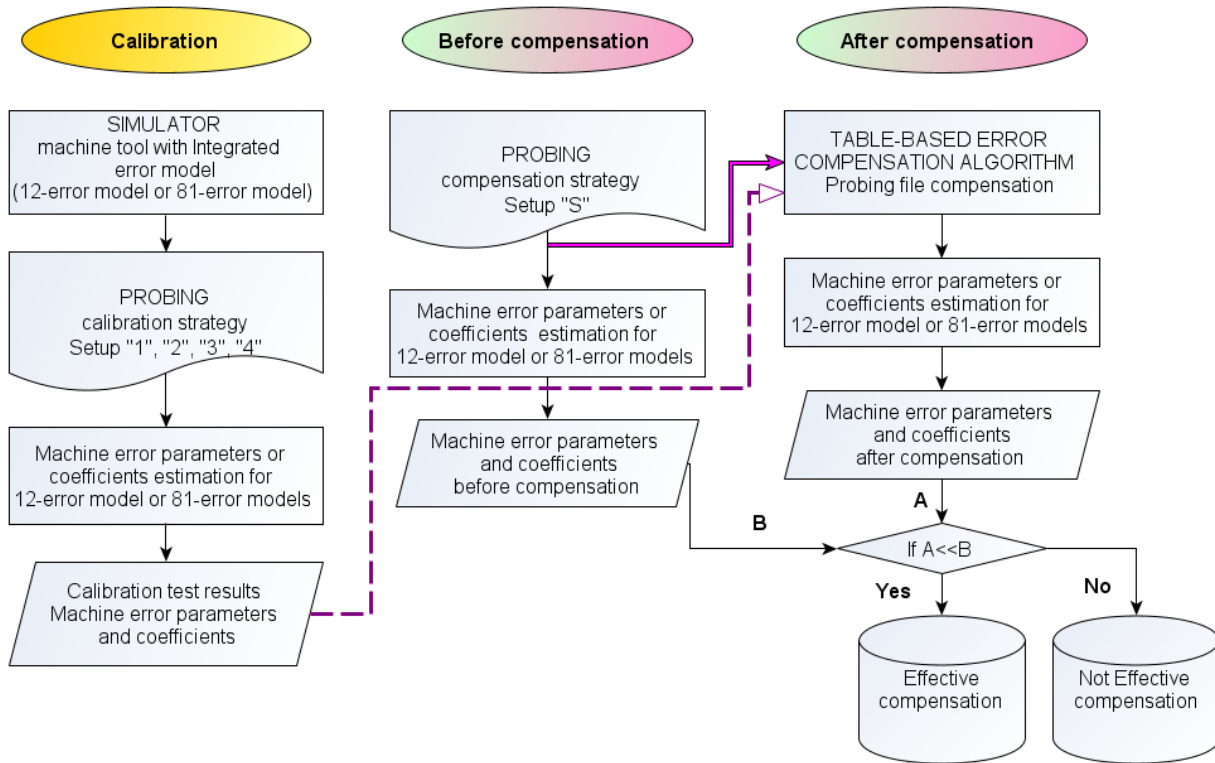 Calibration
SIMULATOR
machine tool with Integrated
error model
(12-error model or 81-error model)
PROBING
calibration strategy
Setup "1", "2", "3", "4"
Machine error parameters or
coefficients estimation for
12-error model or 81-error models
Calibration test results
Machine error parameters
and coefficients
Before compensation
PROBING
compensation strategy
Setup "S"
Machine error parameters or
coefficients estimation for
12-error model or 81-error models
Machine error parameters
and coefficients
before compensation
B
After compensation
TABLE-BASED ERROR
COMPENSATION ALGORITHM
Probing file compensation
Machine error parameters or
coefficients estimation for
12-error model or 81-error models
Machine error parameters
and coefficients
after compensation
A
If A<<B
Yes
No
Effective
compensation
Not Effective
compensation